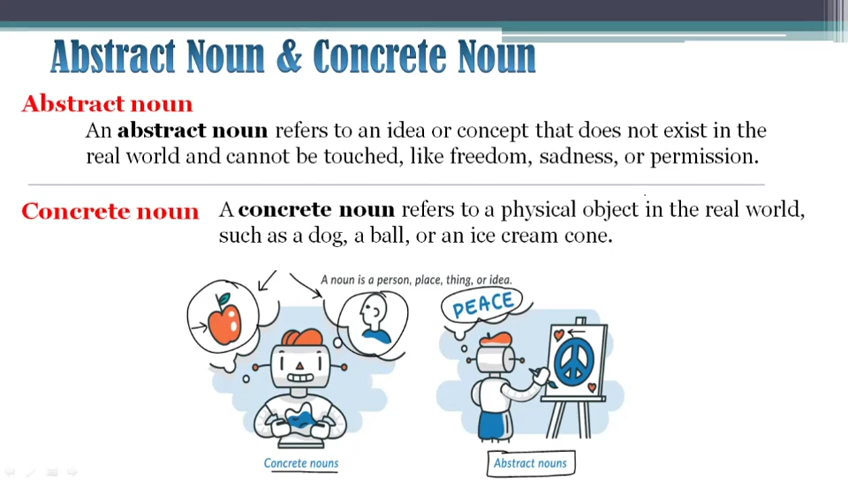 Abstract Noun & Concrete Noun
Abstract noun
An abstract noun refers to an idea or concept that does not exist in the
real world and cannot be touched, like freedom, sadness, or permission.
Concrete noun A concrete noun refers to a physical object in the real world,
such as a dog, a ball, or an ice cream cone.
A noun is a person, place, thing, or idea.
PEACE
Concrete nouns
Abstract nouns